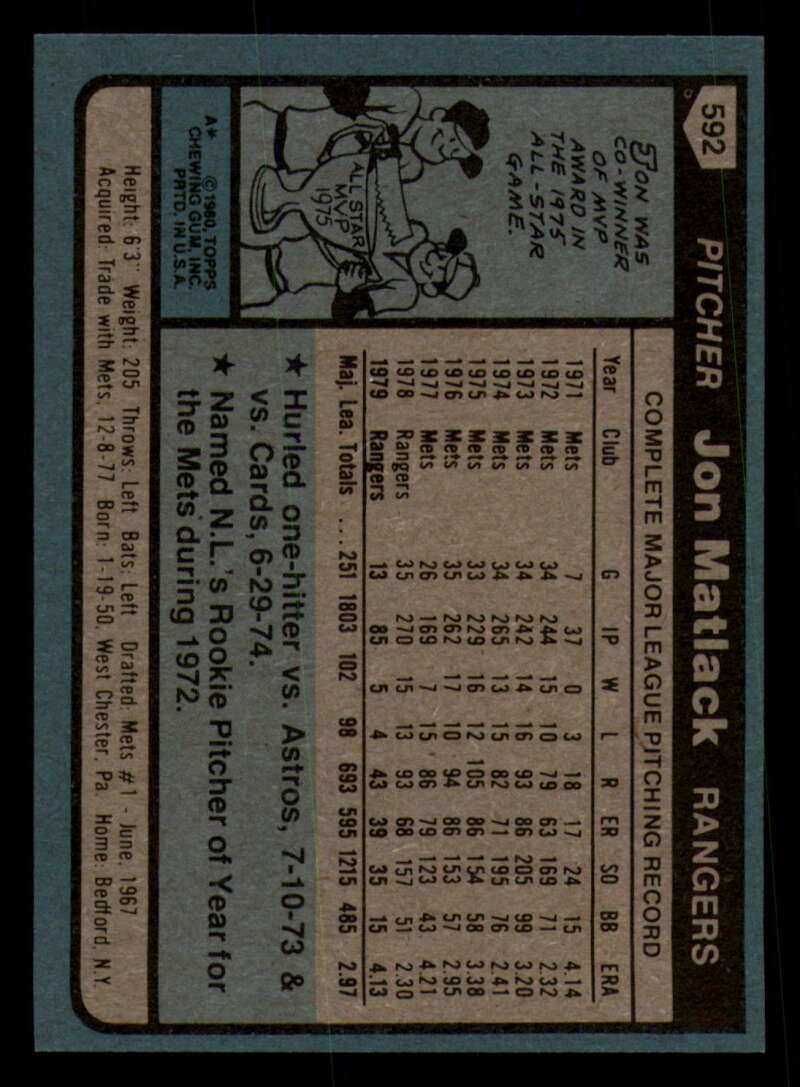 592
PITCHER Jon Matlack RANGERS
JON WAS
CO-WINNER
OF MVP
AWARD IN
THE 1975
ALL-STAR
GAME.
ALL STAR
MVP
1975
A* © 1980, TOPPS
CHEWING GUM, INC.
PRTD. IN U.S.A.
COMPLETE MAJOR LEAGUE PITCHING RECORD
Year Club G IP W L R ER SO BB ERA
1971 Mets 7 37 0 3 18 17 24 15 4.14
1972 Mets 34 244 15 10 79 63 169 71 2.32
1973 Mets 34 242 14 16 93 86 205 99 3.20
1974 Mets 34 265 13 15 82 71 195 76 2.41
1975 Mets 33 229 16 12 105 86 154 58 3.38
1976 Mets 35 262 17 10 94 86 153 57 2.95
1977 Mets 26 169 7 15 86 79 123 43 4.21
1978 Rangers 35 270 15 13 93 68 157 51 2.30
1979 Rangers 13 85 5 4 43 39 35 15 4.13
Maj. Lea. Totals ... 251 1803 102 98 693 595 1215 485 2.97
★ Hurled one-hitter vs. Astros, 7-10-73 &
vs. Cards, 6-29-74.
★ Named N.L.'s Rookie Pitcher of Year for
the Mets during 1972.
Height: 6'3" Weight: 205 Throws: Left Bats: Left Drafted: Mets #1 - June, 1967
Acquired: Trade with Mets, 12-8-77 Born: 1-19-50, West Chester, Pa. Home: Bedford, N.Y.